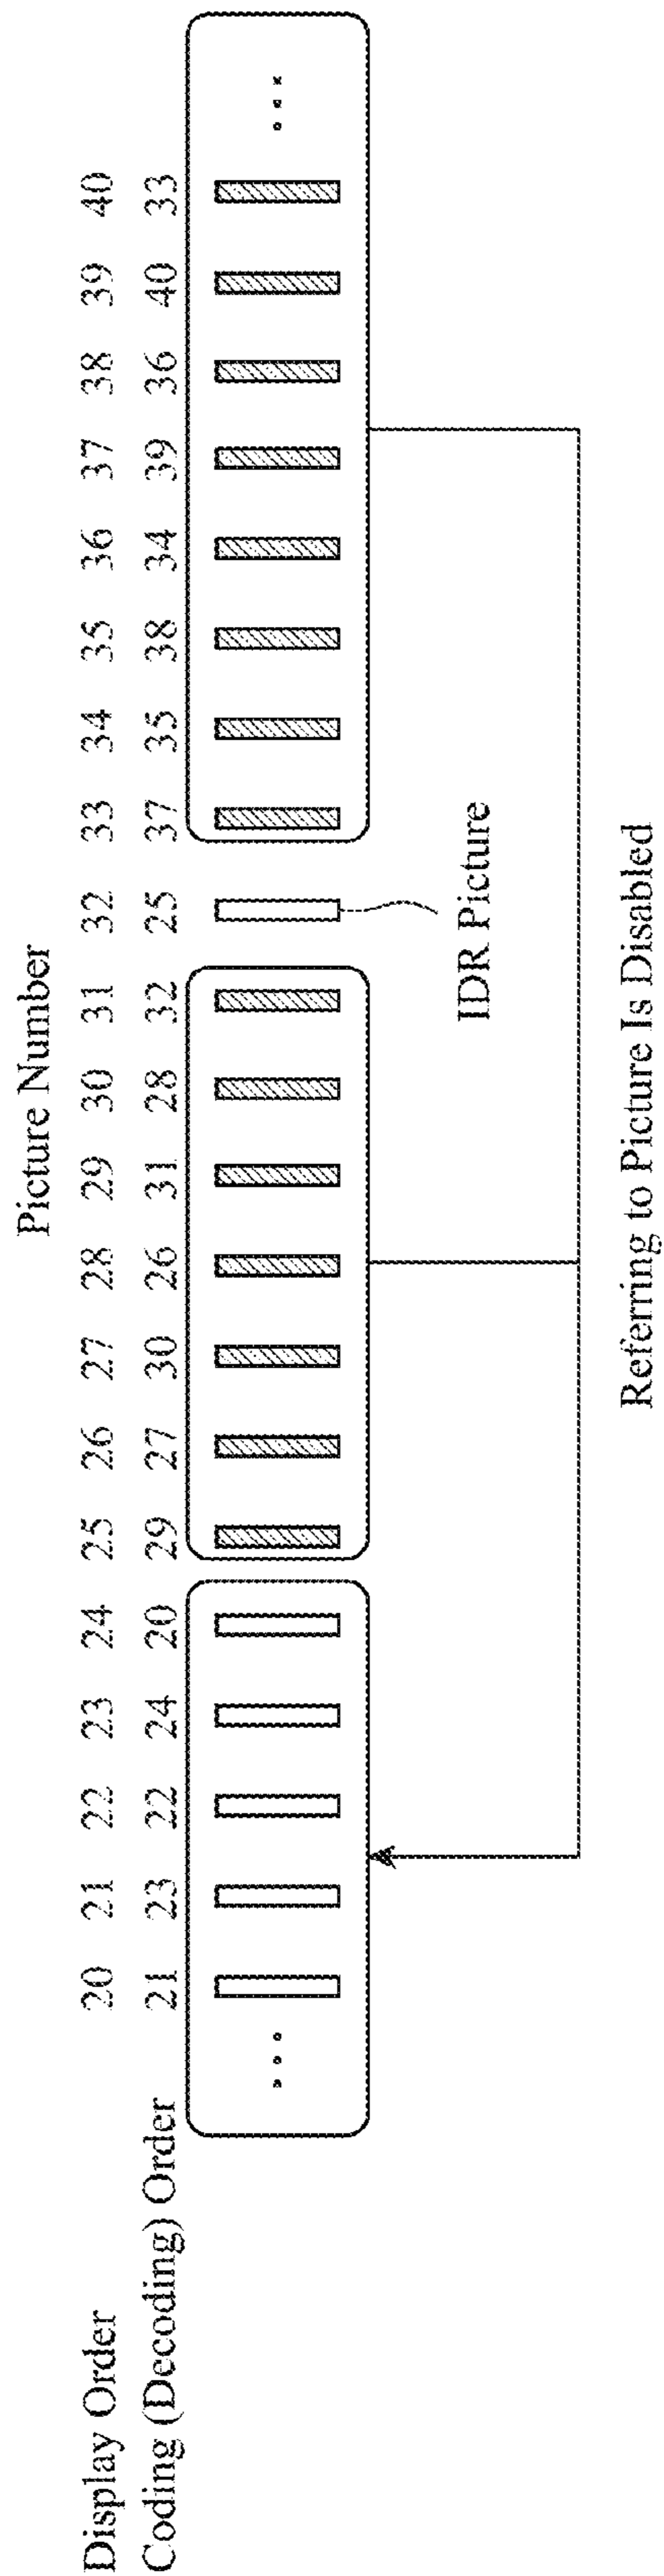 Picture Number
Display Order 20 21 22 23 24 25 26 27 28 29 30 31 32 33 34 35 36 37 38 39 40
Coding (Decoding) Order 21 23 22 24 20 29 27 30 26 31 28 32 25 37 35 38 34 39 36 40 33
IDR Picture
Referring to Picture Is Disabled